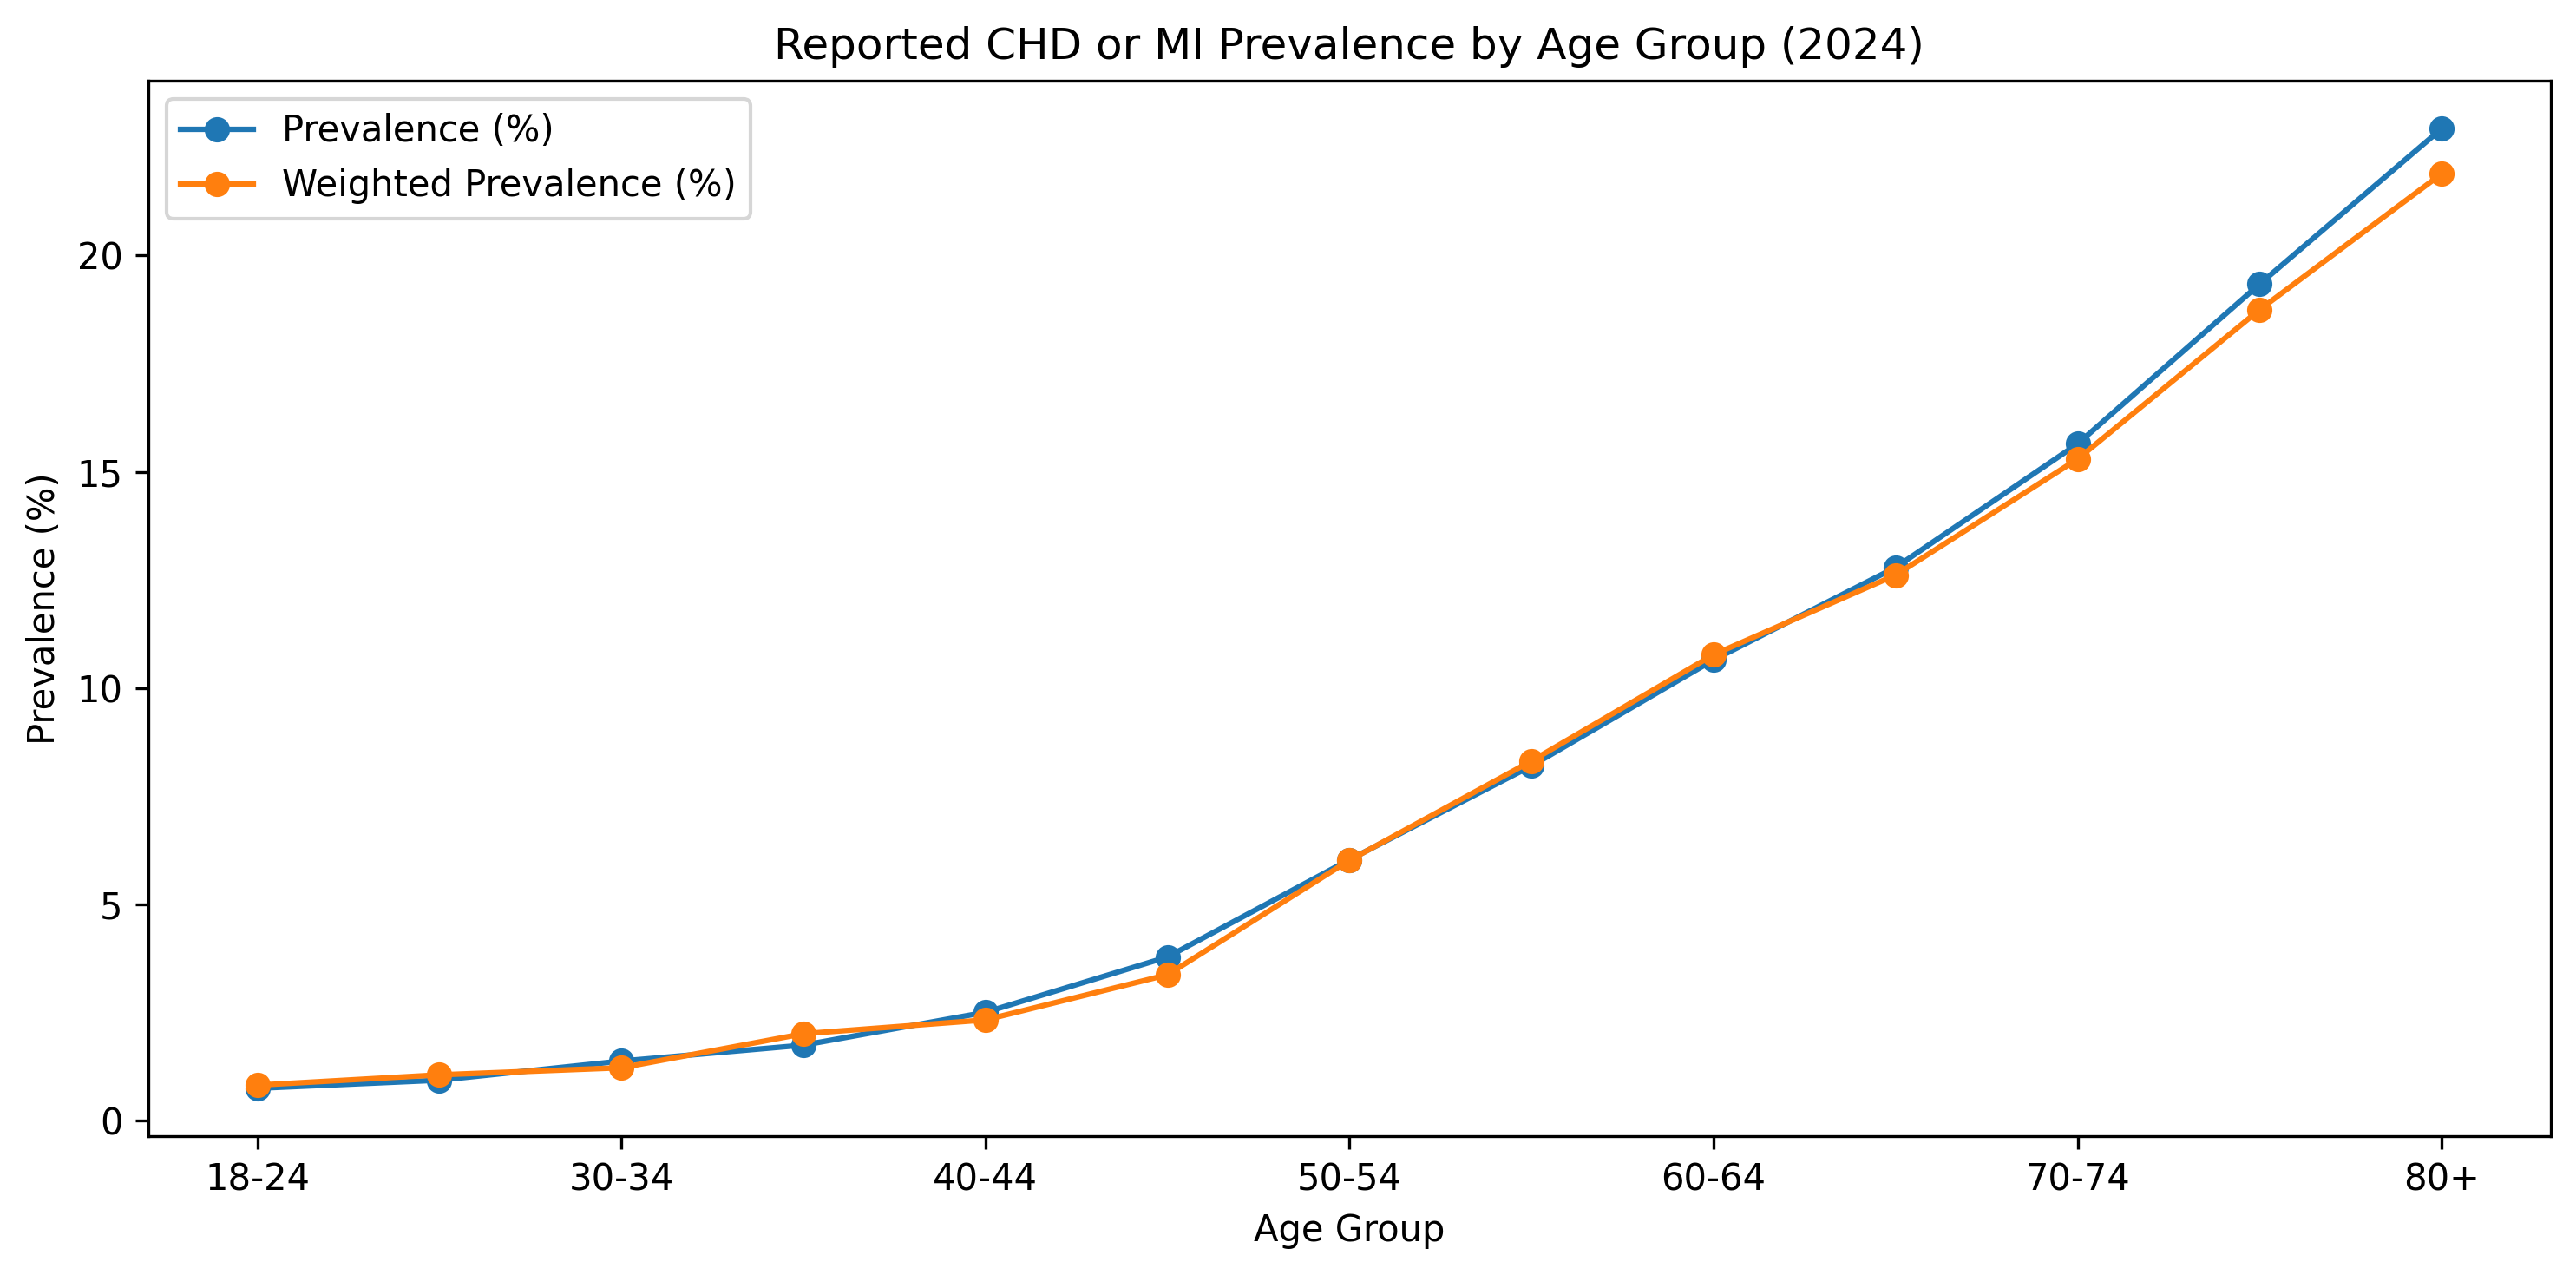 Reported CHD or MI Prevalence by Age Group (2024)
Prevalence (%)
Weighted Prevalence (%)
Prevalence (%)
20
15
10
5
0
18-24 30-34 40-44 50-54 60-64 70-74 80+
Age Group